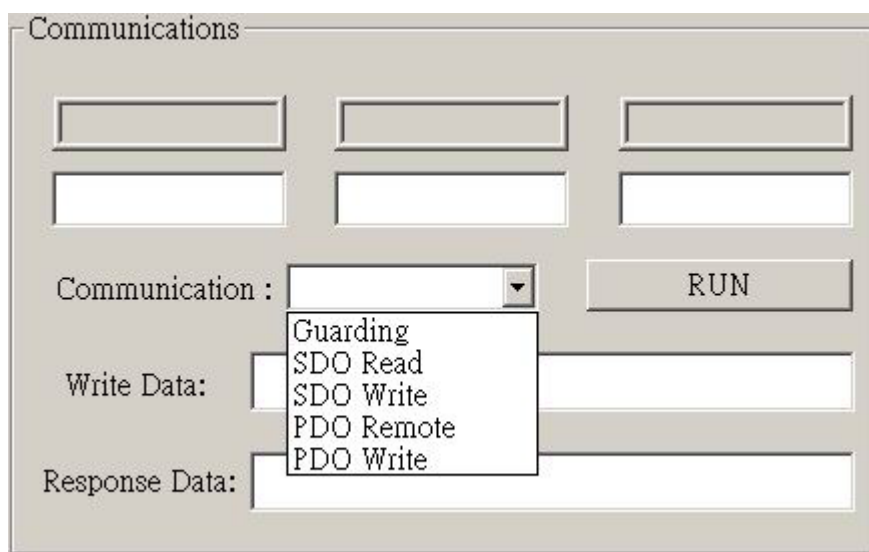 Communications
Communication :
RUN
Guarding
SDO Read
SDO Write
PDO Remote
PDO Write
Write Data:
Response Data: